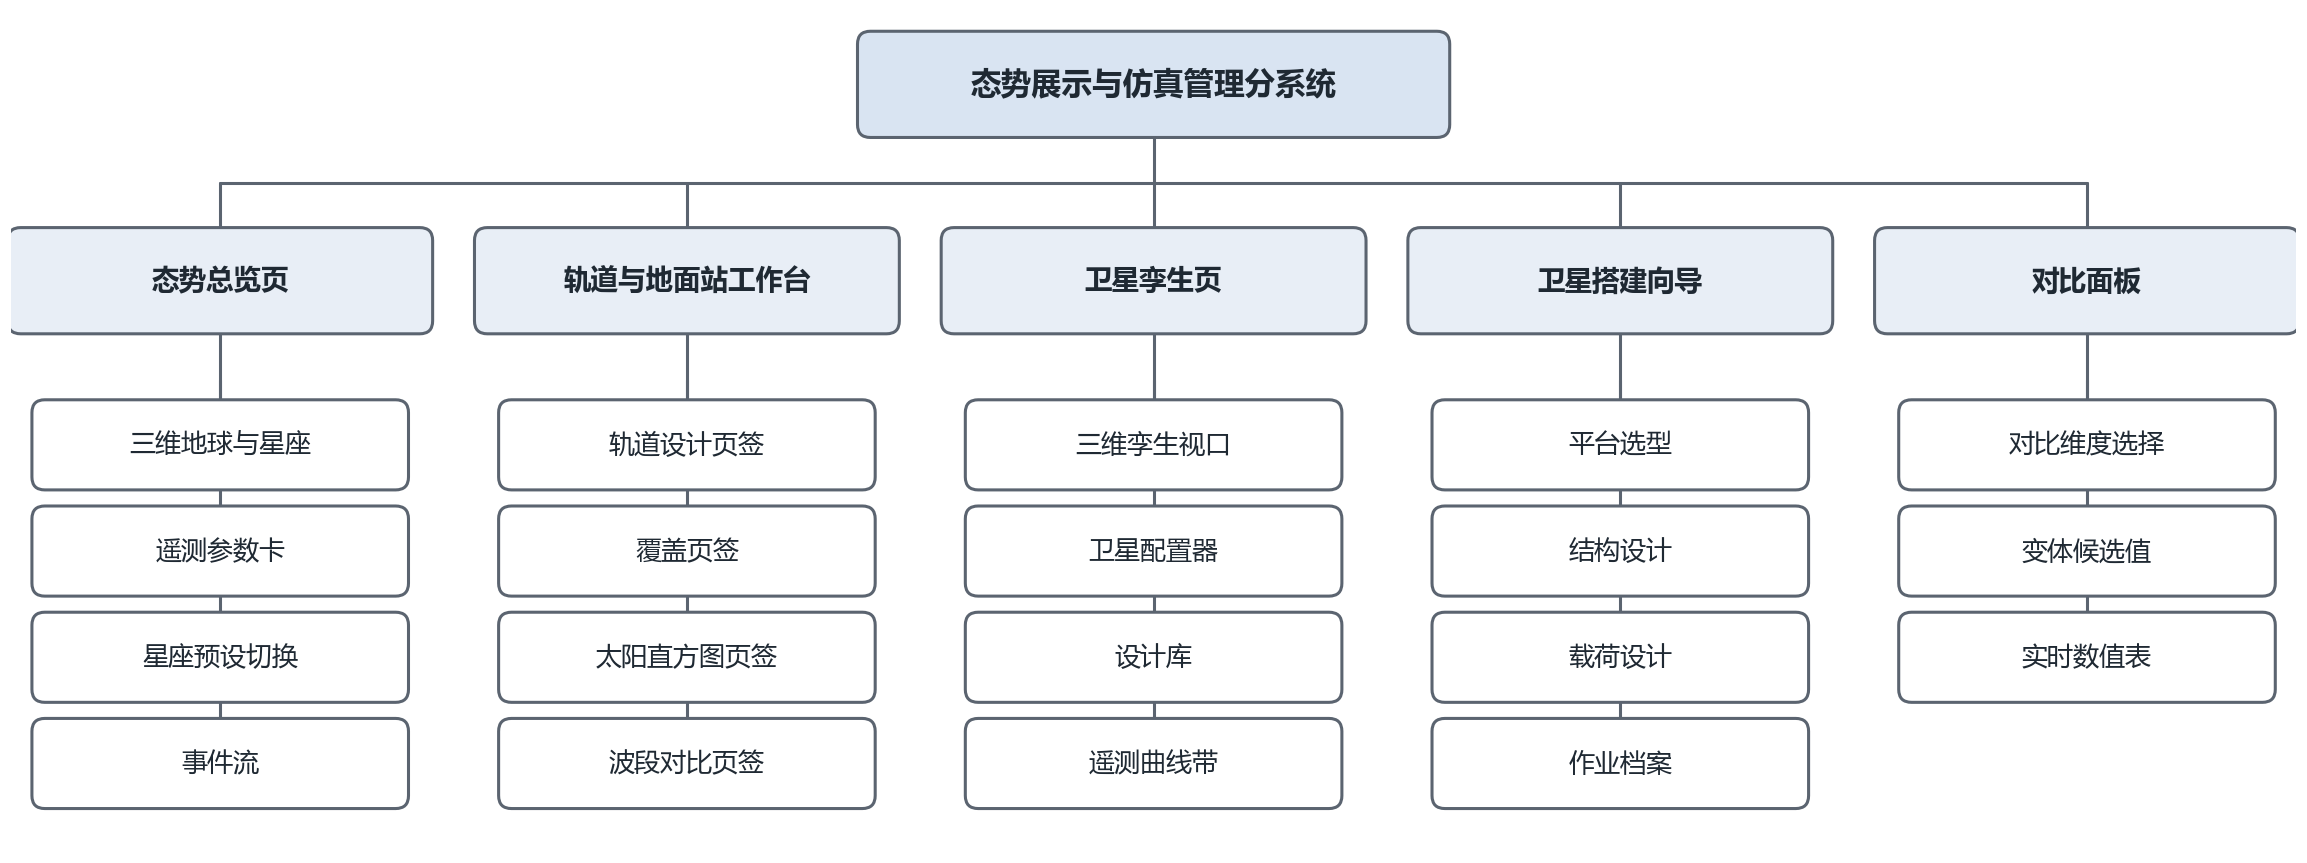 态势展示与仿真管理分系统
态势总览页
轨道与地面站工作台
卫星孪生页
卫星搭建向导
对比面板
三维地球与星座
轨道设计页签
三维孪生视口
平台选型
对比维度选择
遥测参数卡
覆盖页签
卫星配置器
结构设计
变体候选值
星座预设切换
太阳直方图页签
设计库
载荷设计
实时数值表
事件流
波段对比页签
遥测曲线带
作业档案